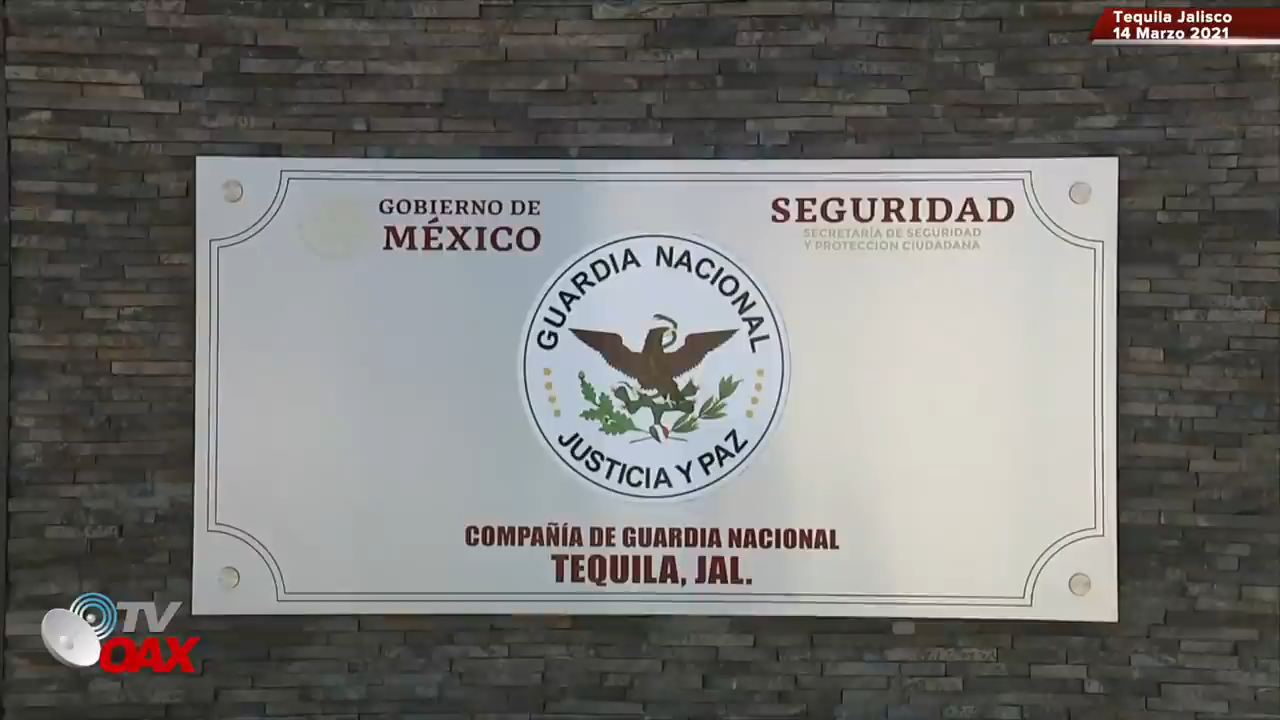 Tequila Jalisco
14 Marzo 2021
GOBIERNO DE
MÉXICO
SEGURIDAD
SECRETARÍA DE SEGURIDAD
Y PROTECCIÓN CIUDADANA
GUARDIA NACIONAL
JUSTICIA Y PAZ
COMPAÑÍA DE GUARDIA NACIONAL
TEQUILA, JAL.
TV
OAX